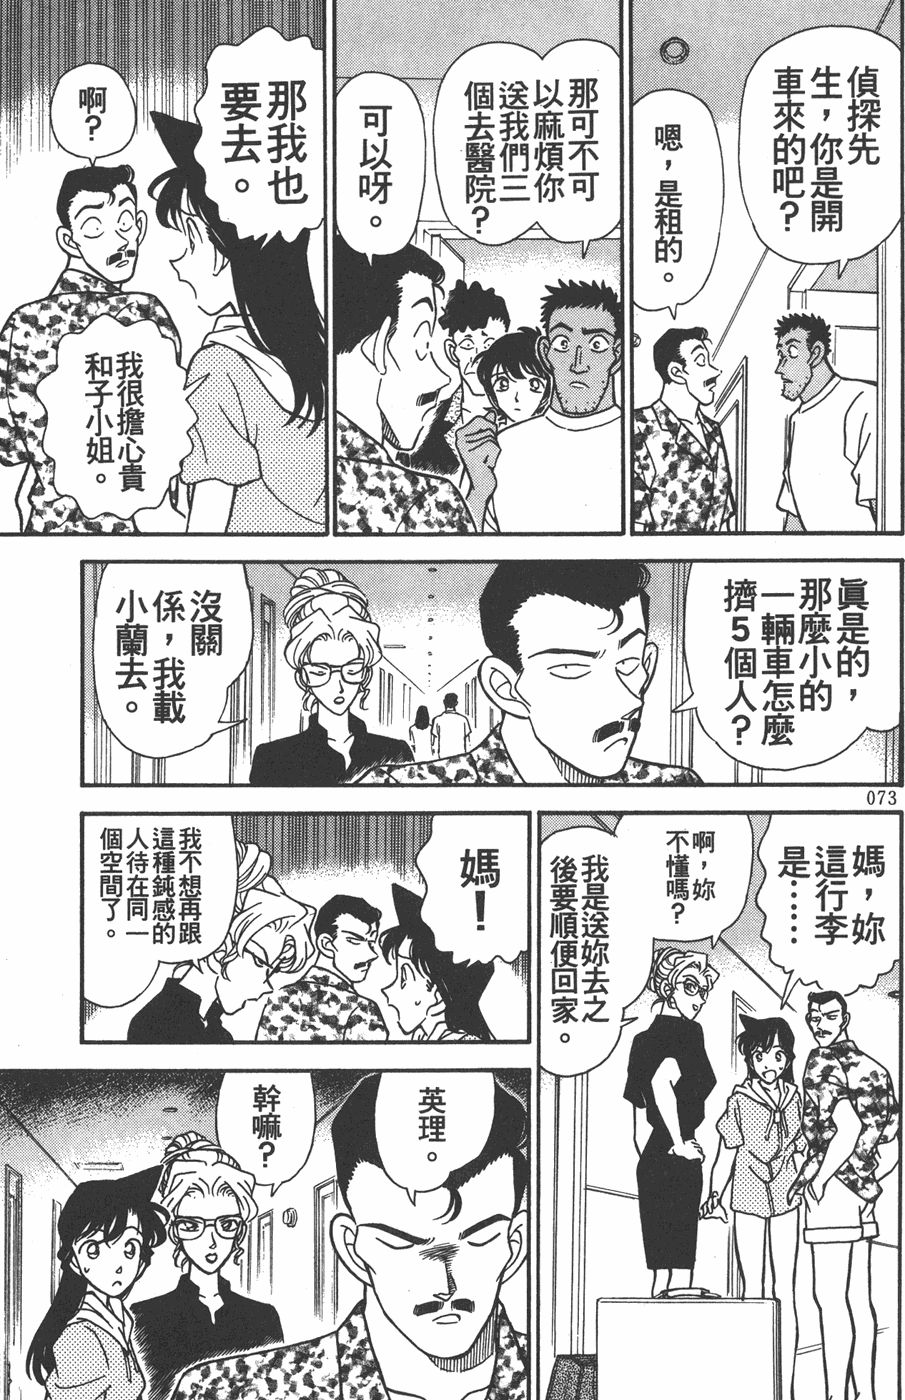 偵探先
生，你是開
車來的吧？
嗯，是租的。
那可不可
以麻煩你
送我們三
個去醫院？
可以呀。
那我也
要去。
啊？
我很擔心貴
和子小姐。
眞是的，
那麼小的
一輛車怎麼
擠5個人？
沒關
係，我載
小蘭去。
073
媽，妳
這行李
是……
啊，妳
不懂嗎？
我是送妳去之
後要順便回家。
媽！
我不想再跟
這種鈍感的
人待在同一
個空間了。
英理。
幹嘛？